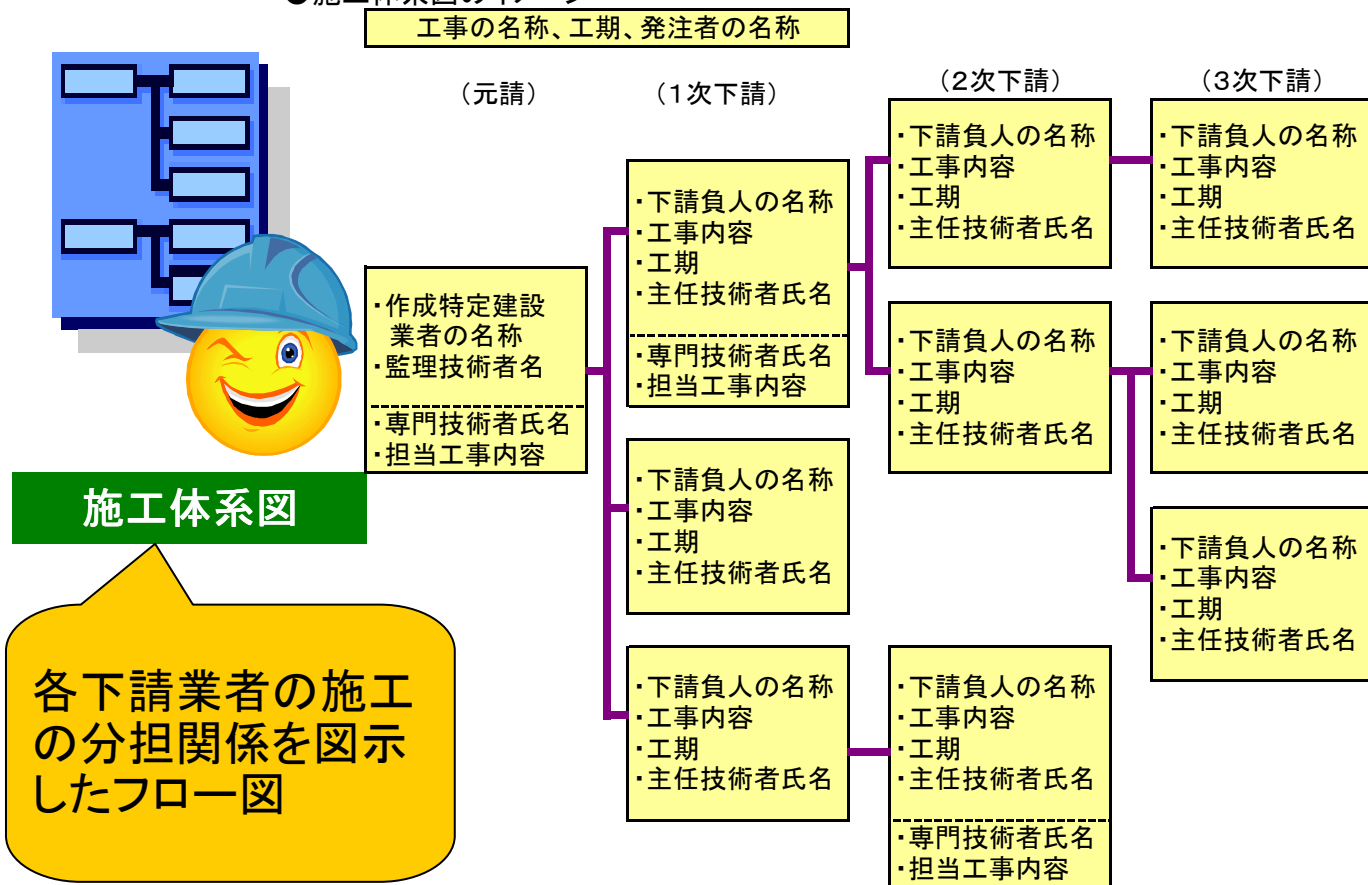 ●施工体系図のイメージ
工事の名称、工期、発注者の名称
（元請）
（１次下請）
（２次下請）
（３次下請）
・作成特定建設
業者の名称
・監理技術者名
・専門技術者氏名
・担当工事内容
・下請負人の名称
・工事内容
・工期
・主任技術者氏名
・専門技術者氏名
・担当工事内容
・下請負人の名称
・工事内容
・工期
・主任技術者氏名
・下請負人の名称
・工事内容
・工期
・主任技術者氏名
・下請負人の名称
・工事内容
・工期
・主任技術者氏名
・下請負人の名称
・工事内容
・工期
・主任技術者氏名
・下請負人の名称
・工事内容
・工期
・主任技術者氏名
・専門技術者氏名
・担当工事内容
・下請負人の名称
・工事内容
・工期
・主任技術者氏名
・下請負人の名称
・工事内容
・工期
・主任技術者氏名
・下請負人の名称
・工事内容
・工期
・主任技術者氏名
施工体系図
各下請業者の施工
の分担関係を図示
したフロー図